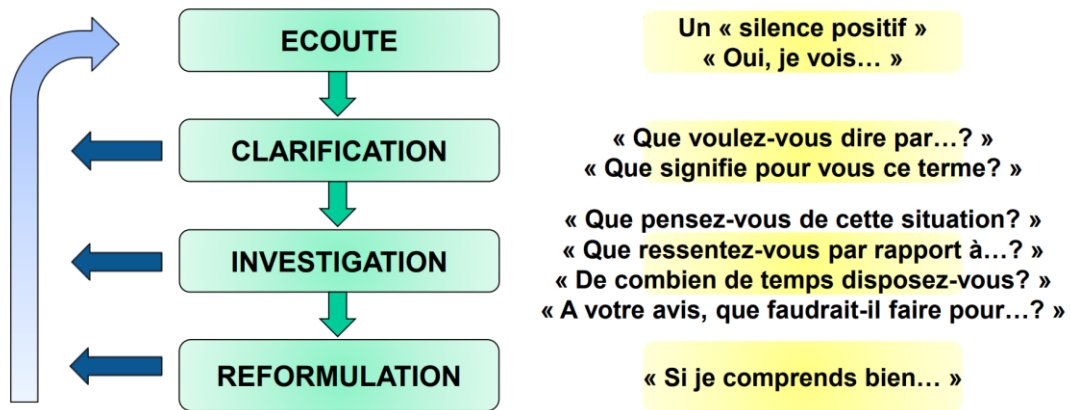 ECOUTE
Un « silence positif »
« Oui, je vois… »
CLARIFICATION
« Que voulez-vous dire par…? »
« Que signifie pour vous ce terme? »
INVESTIGATION
« Que pensez-vous de cette situation? »
« Que ressentez-vous par rapport à…? »
« De combien de temps disposez-vous? »
« A votre avis, que faudrait-il faire pour…? »
REFORMULATION
« Si je comprends bien… »